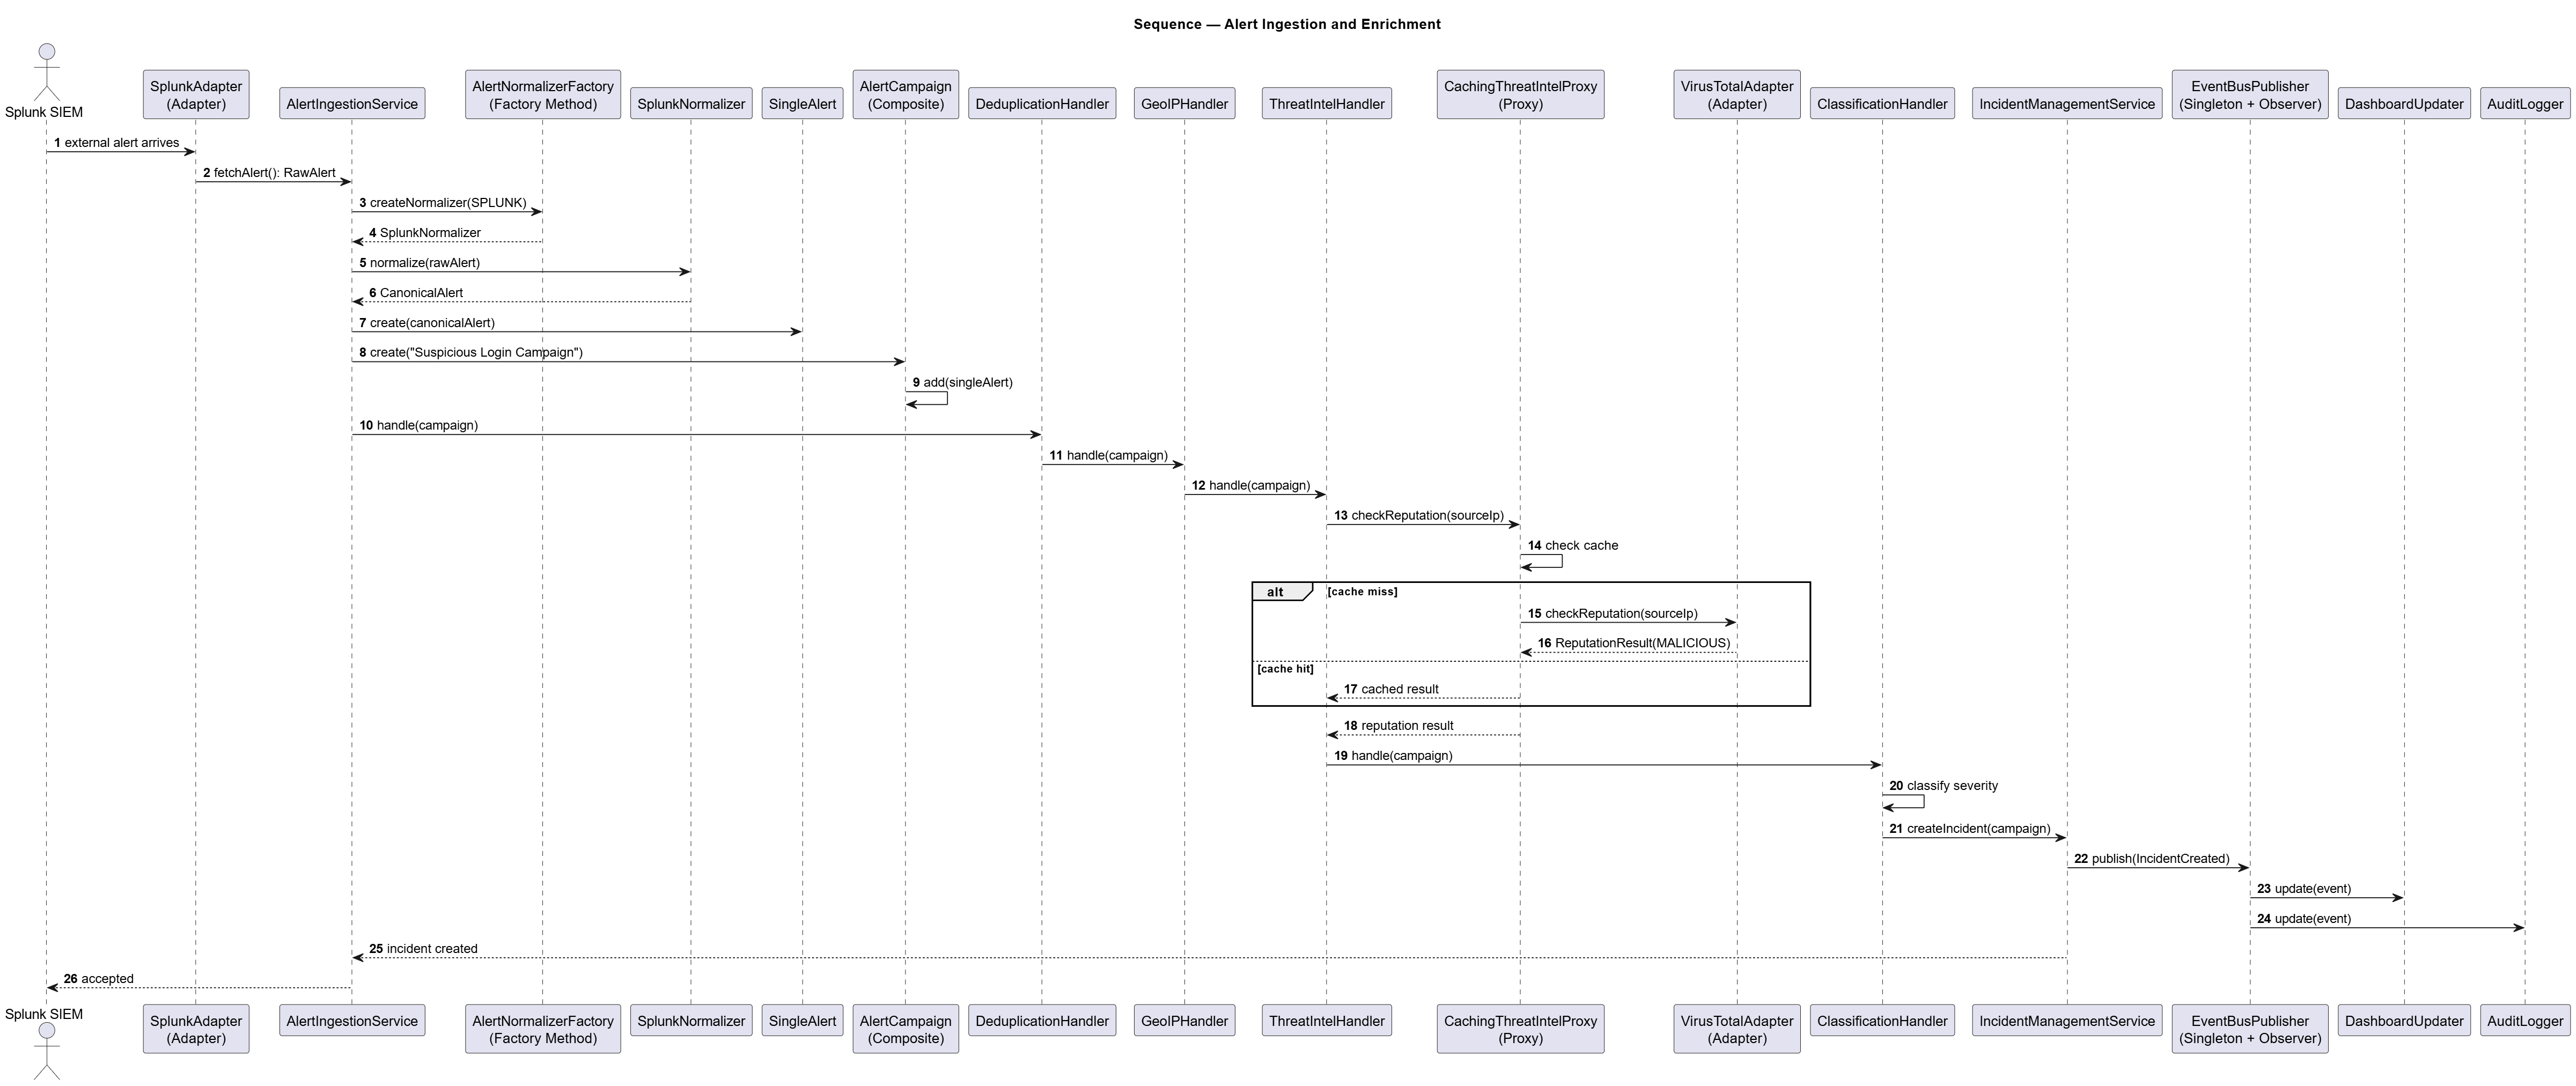 Sequence — Alert Ingestion and Enrichment
Splunk SIEM
SplunkAdapter
(Adapter)
AlertIngestionService
AlertNormalizerFactory
(Factory Method)
SplunkNormalizer
SingleAlert
AlertCampaign
(Composite)
DeduplicationHandler
GeoIPHandler
ThreatIntelHandler
CachingThreatIntelProxy
(Proxy)
VirusTotalAdapter
(Adapter)
ClassificationHandler
IncidentManagementService
EventBusPublisher
(Singleton + Observer)
DashboardUpdater
AuditLogger
1 external alert arrives
2 fetchAlert(): RawAlert
3 createNormalizer(SPLUNK)
4 SplunkNormalizer
5 normalize(rawAlert)
6 CanonicalAlert
7 create(canonicalAlert)
8 create("Suspicious Login Campaign")
9 add(singleAlert)
10 handle(campaign)
11 handle(campaign)
12 handle(campaign)
13 checkReputation(sourceIp)
14 check cache
alt [cache miss]
15 checkReputation(sourceIp)
16 ReputationResult(MALICIOUS)
[cache hit]
17 cached result
18 reputation result
19 handle(campaign)
20 classify severity
21 createIncident(campaign)
22 publish(IncidentCreated)
23 update(event)
24 update(event)
25 incident created
26 accepted
Splunk SIEM
SplunkAdapter
(Adapter)
AlertIngestionService
AlertNormalizerFactory
(Factory Method)
SplunkNormalizer
SingleAlert
AlertCampaign
(Composite)
DeduplicationHandler
GeoIPHandler
ThreatIntelHandler
CachingThreatIntelProxy
(Proxy)
VirusTotalAdapter
(Adapter)
ClassificationHandler
IncidentManagementService
EventBusPublisher
(Singleton + Observer)
DashboardUpdater
AuditLogger